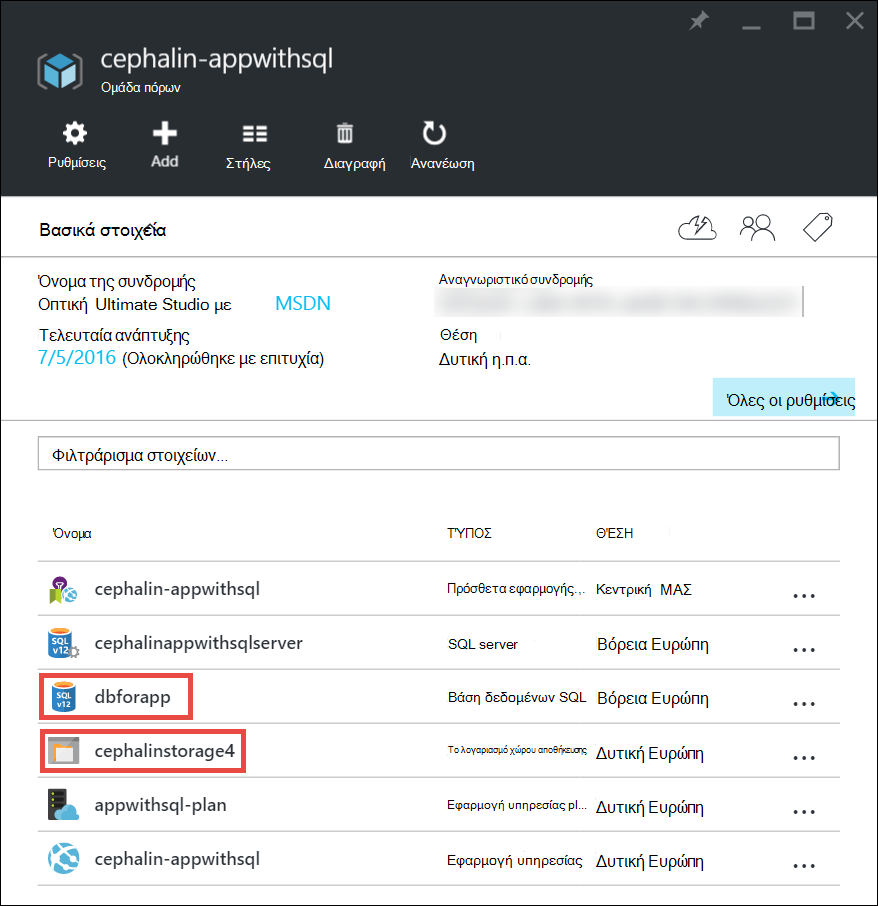 cephalin-appwithsql
Ομάδα πόρων
Ρυθμίσεις Add Στήλες Διαγραφή Ανανέωση
Βασικά στοιχεία
Όνομα της συνδρομής Αναγνωριστικό συνδρομής
Οπτική Ultimate Studio με MSDN
Τελευταία ανάπτυξης Θέση
7/5/2016 (Ολοκληρώθηκε με επιτυχία) Δυτική η.π.α.
Όλες οι ρυθμίσεις
Φιλτράρισμα στοιχείων...
Όνομα ΤΎΠΟΣ ΘΈΣΗ
cephalin-appwithsql Πρόσθετα εφαρμογής... Κεντρική ΜΑΣ ...
cephalinappwithsqlserver SQL server Βόρεια Ευρώπη ...
dbforapp Βάση δεδομένων SQL Βόρεια Ευρώπη ...
cephalinstorage4 Το λογαριασμό χώρου αποθήκευσης Δυτική Ευρώπη ...
appwithsql-plan Εφαρμογή υπηρεσίας pl... Δυτική Ευρώπη ...
cephalin-appwithsql Εφαρμογή υπηρεσίας Δυτική Ευρώπη ...